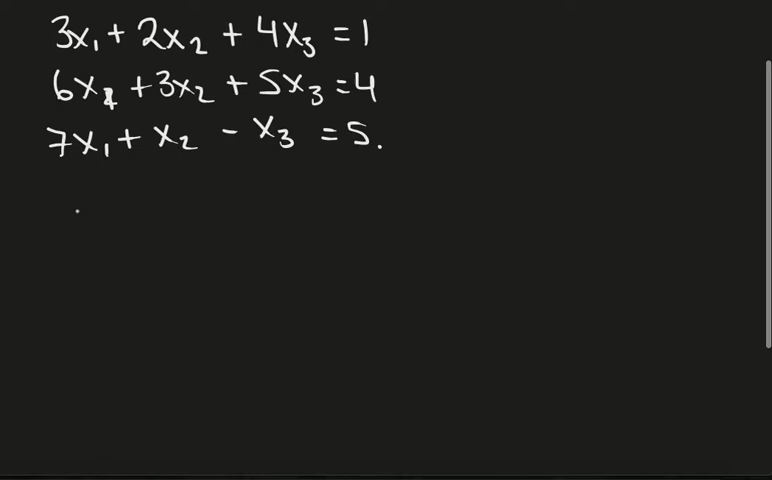 3x₁ + 2x₂ + 4x₃ = 1
6x₁ + 3x₂ + 5x₃ = 4
7x₁ + x₂ - x₃ = 5.